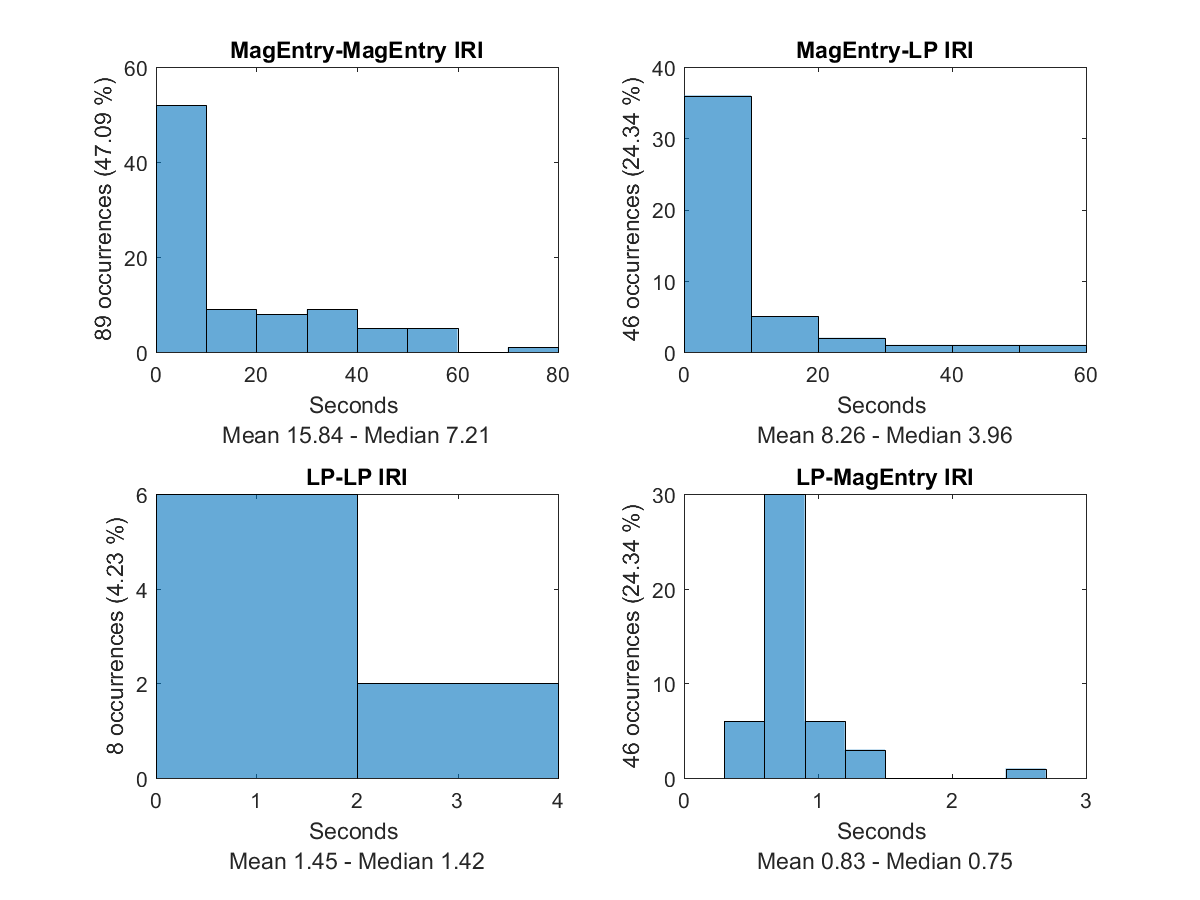 MagEntry-MagEntry IRI
89 occurrences (47.09 %)
60
40
20
0
0 20 40 60 80
Seconds
Mean 15.84 - Median 7.21
MagEntry-LP IRI
46 occurrences (24.34 %)
40
30
20
10
0
0 20 40 60
Seconds
Mean 8.26 - Median 3.96
LP-LP IRI
8 occurrences (4.23 %)
6
4
2
0
0 1 2 3 4
Seconds
Mean 1.45 - Median 1.42
LP-MagEntry IRI
46 occurrences (24.34 %)
30
20
10
0
0 1 2 3
Seconds
Mean 0.83 - Median 0.75